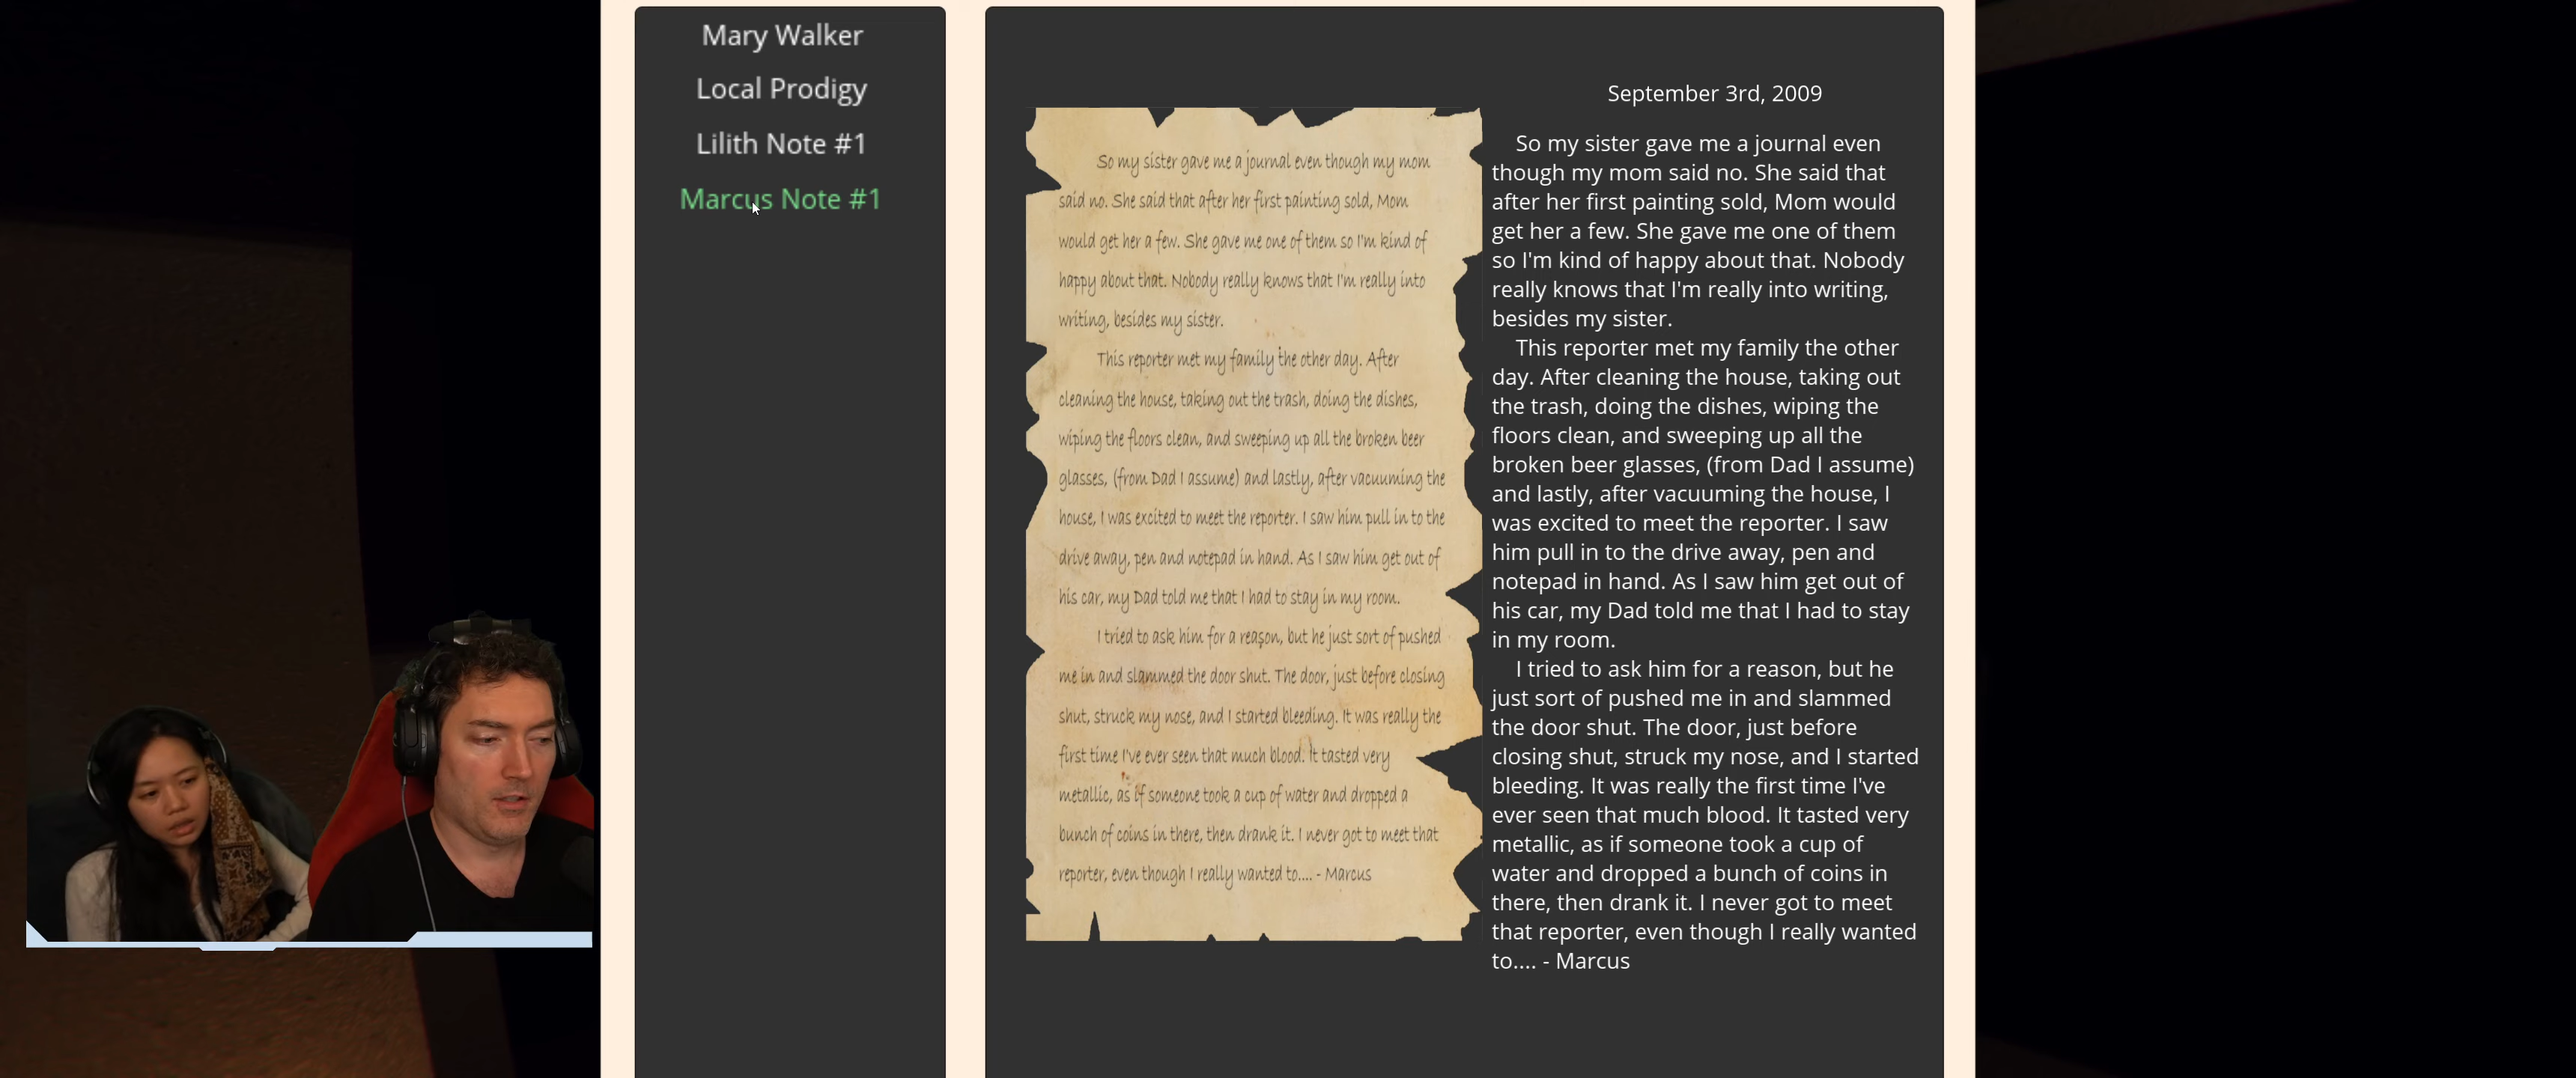 Mary Walker
Local Prodigy
Lilith Note #1
Marcus Note #1
So my sister gave me a journal even though my mom
said no. She said that after her first painting sold, Mom
would get her a few. She gave me one of them so I'm kind of
happy about that. Nobody really knows that I'm really into
writing, besides my sister.
This reporter met my family the other day. After
cleaning the house, taking out the trash, doing the dishes,
wiping the floors clean, and sweeping up all the broken beer
glasses, (from Dad I assume) and lastly, after vacuuming the
house, I was excited to meet the reporter. I saw him pull in to the
drive away, pen and notepad in hand. As I saw him get out of
his car, my Dad told me that I had to stay in my room.
I tried to ask him for a reason, but he just sort of pushed
me in and slammed the door shut. The door, just before closing
shut, struck my nose, and I started bleeding. It was really the
first time I've ever seen that much blood. It tasted very
metallic, as if someone took a cup of water and dropped a
bunch of coins in there, then drank it. I never got to meet that
reporter, even though I really wanted to.... - Marcus
September 3rd, 2009
So my sister gave me a journal even
though my mom said no. She said that
after her first painting sold, Mom would
get her a few. She gave me one of them
so I'm kind of happy about that. Nobody
really knows that I'm really into writing,
besides my sister.
This reporter met my family the other
day. After cleaning the house, taking out
the trash, doing the dishes, wiping the
floors clean, and sweeping up all the
broken beer glasses, (from Dad I assume)
and lastly, after vacuuming the house, I
was excited to meet the reporter. I saw
him pull in to the drive away, pen and
notepad in hand. As I saw him get out of
his car, my Dad told me that I had to stay
in my room.
I tried to ask him for a reason, but he
just sort of pushed me in and slammed
the door shut. The door, just before
closing shut, struck my nose, and I started
bleeding. It was really the first time I've
ever seen that much blood. It tasted very
metallic, as if someone took a cup of
water and dropped a bunch of coins in
there, then drank it. I never got to meet
that reporter, even though I really wanted
to.... - Marcus